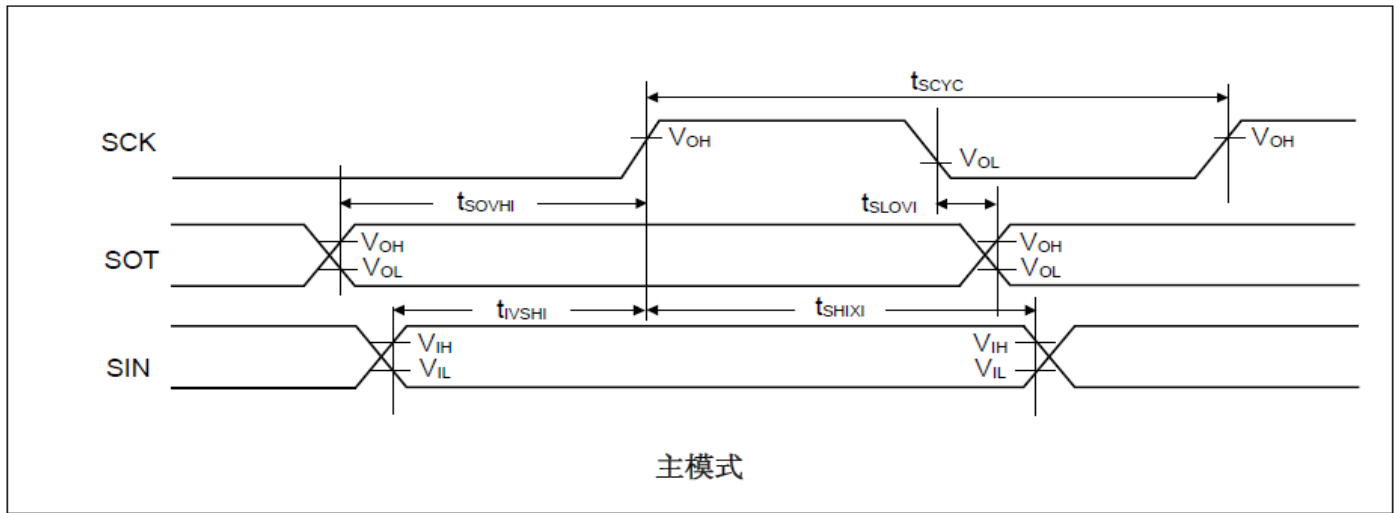 tSCYC
SCK
VOH
VOL
VOH
tSOVHI
tSLOVI
SOT
VOH
VOL
VOH
VOL
tIVSHI
tSHIXI
SIN
VIH
VIL
VIH
VIL
主模式